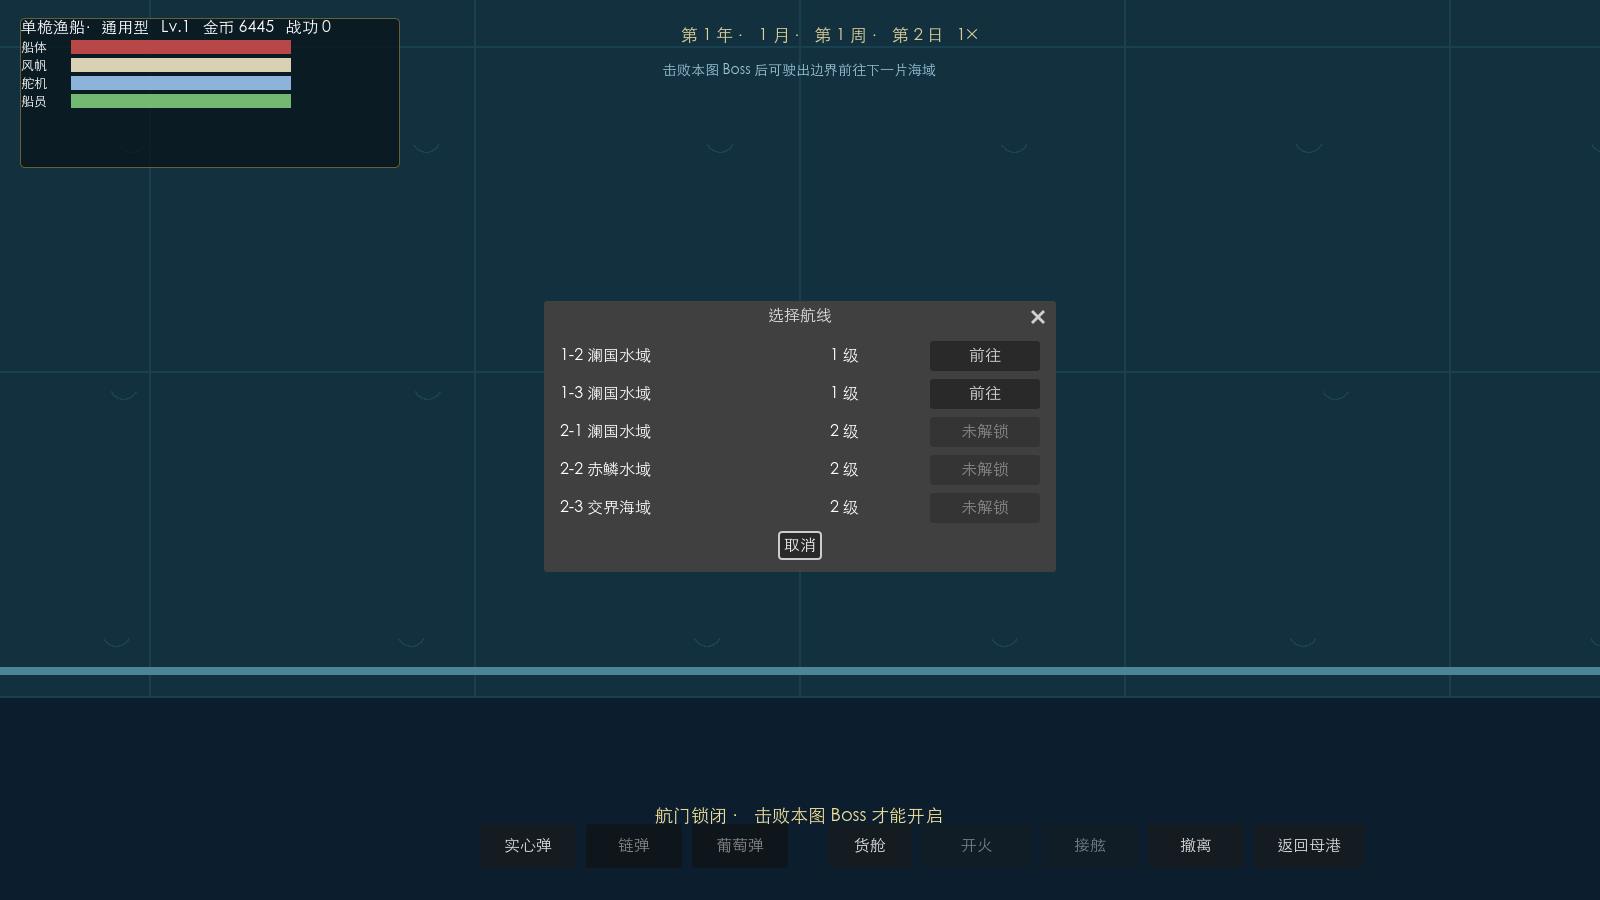 单桅渔船· 通用型 Lv.1 金币 6445 战功 0
船体
风帆
舵机
船员
第 1 年 · 1 月 · 第 1 周 · 第 2 日 1×
击败本图 Boss 后可驶出边界前往下一片海域
选择航线
1-2 澜国水域 1 级 前往
1-3 澜国水域 1 级 前往
2-1 澜国水域 2 级 未解锁
2-2 赤鳞水域 2 级 未解锁
2-3 交界海域 2 级 未解锁
取消
航门锁闭 · 击败本图 Boss 才能开启
实心弹 链弹 葡萄弹 货舱 开火 接舷 撤离 返回母港